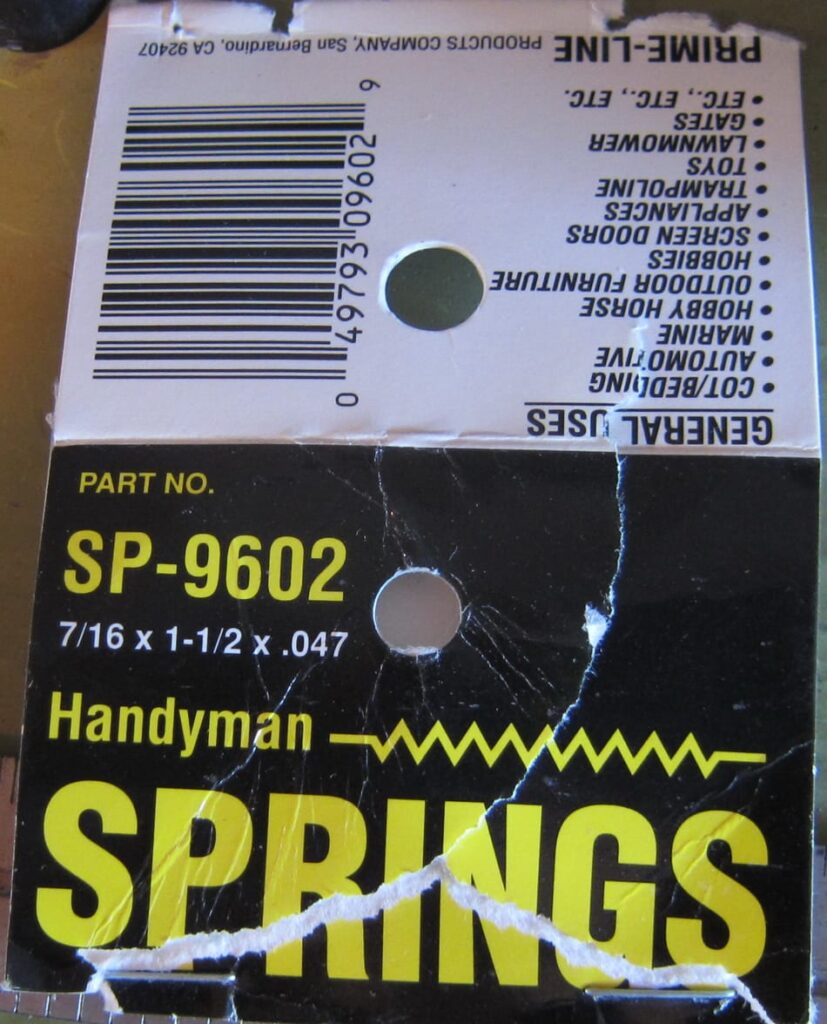 PRIME-LINE PRODUCTS COMPANY, San Bernardino, CA 92407
GENERAL USES
• COT/BEDDING
• AUTOMOTIVE
• MARINE
• HOBBY HORSE
• OUTDOOR FURNITURE
• HOBBIES
• SCREEN DOORS
• APPLIANCES
• TRAMPOLINE
• TOYS
• LAWNMOWER
• GATES
• ETC., ETC., ETC.
0 49793 09602 9
PART NO.
SP-9602
7/16 x 1-1/2 x .047
Handyman
SPRINGS